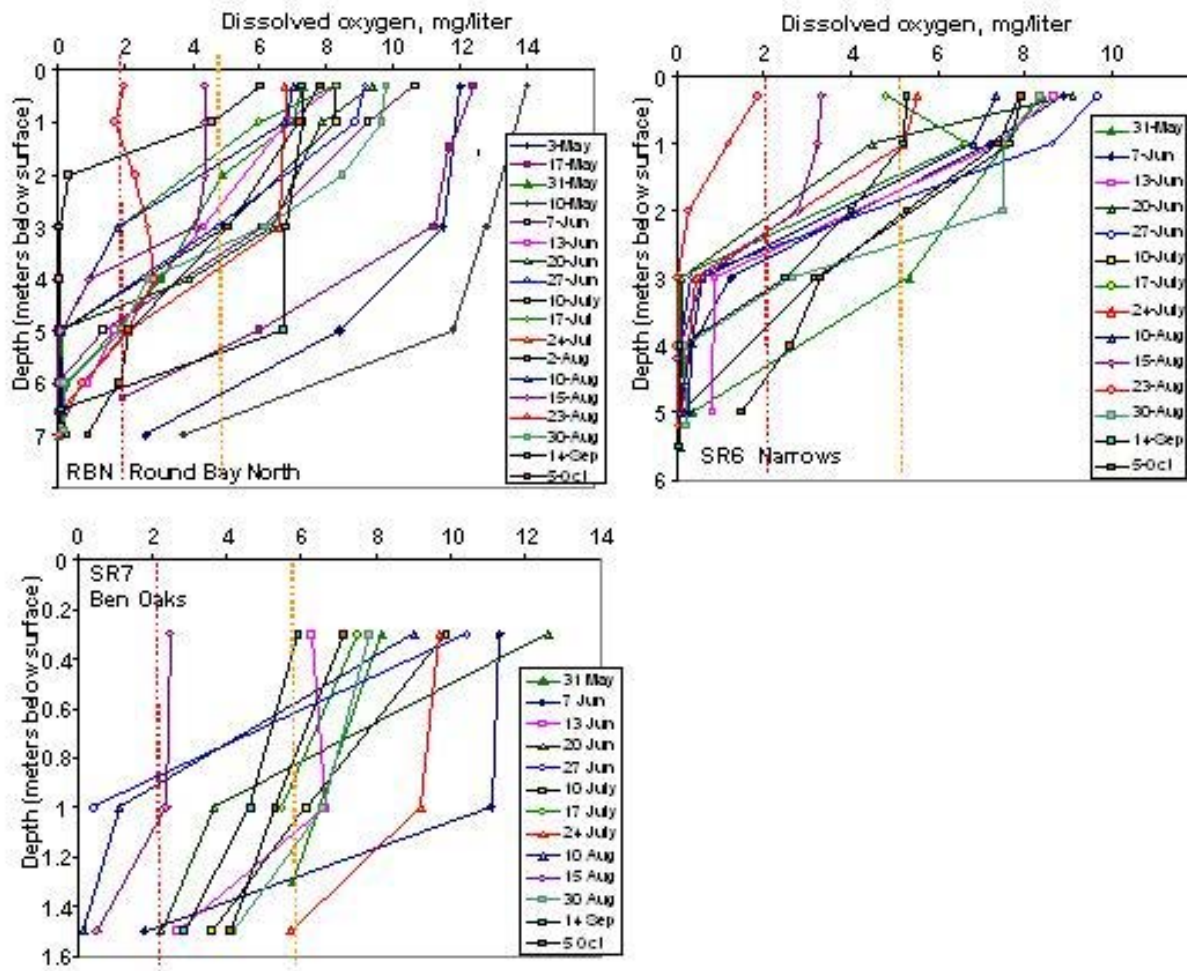 Dissolved oxygen, mg/liter
0 2 4 6 8 10 12 14
Depth (meters below surface)
0
1
2
3
4
5
6
7
RBN Round Bay North
3-May
17-May
31-May
10-May
7-Jun
13-Jun
20-Jun
27-Jun
10-July
17-Jul
24-Jul
2-Aug
10-Aug
15-Aug
23-Aug
30-Aug
14-Sep
5-Oct
Dissolved oxygen, mg/liter
0 2 4 6 8 10
Depth (meters below surface)
0
1
2
3
4
5
6
SR6 Narrows
31-May
7-Jun
13-Jun
20-Jun
27-Jun
10-July
17-July
24-July
10-Aug
15-Aug
23-Aug
30-Aug
14-Sep
5-Oct
0 2 4 6 8 10 12 14
Depth (meters below surface)
0
0.2
0.4
0.6
0.8
1
1.2
1.4
1.6
SR7
Ben Oaks
31 May
7 Jun
13 Jun
20 Jun
27 Jun
10 July
17 July
24 July
10 Aug
15 Aug
30 Aug
14 Sep
5 Oct